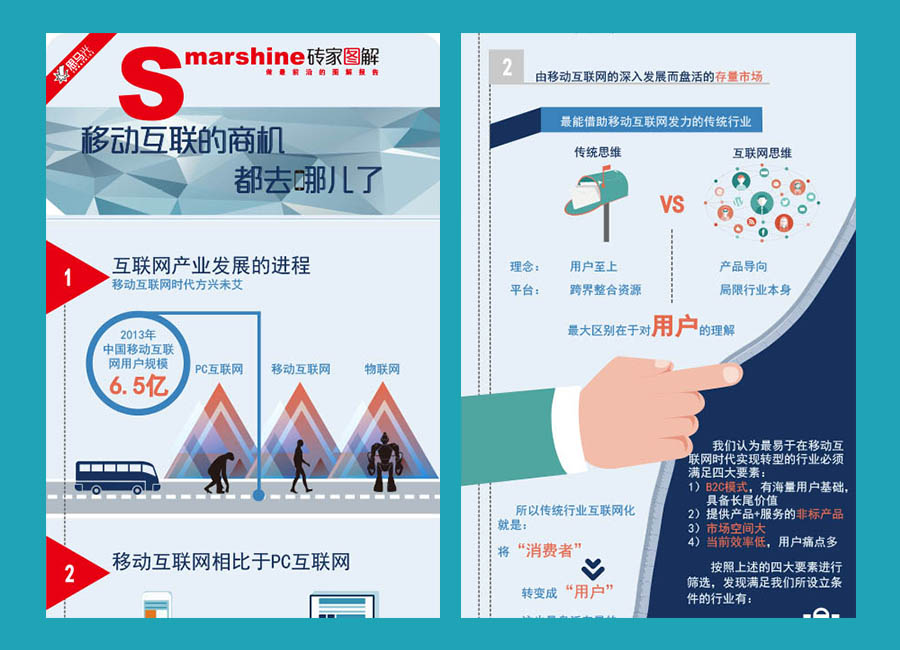 思马兴
Smarshine砖家图解
做最前沿的图解报告
移动互联的商机
都去哪儿了
1
互联网产业发展的进程
移动互联网时代方兴未艾
2013年
中国移动互联
网用户规模
6.5亿
PC互联网
移动互联网
物联网
2
移动互联网相比于PC互联网
2
由移动互联网的深入发展而盘活的存量市场
最能借助移动互联网发力的传统行业
传统思维
互联网思维
VS
理念：
用户至上
产品导向
平台：
跨界整合资源
局限行业本身
最大区别在于对用户的理解
我们认为最易于在移动互
联网时代实现转型的行业必须
满足四大要素：
1）B2C模式，有海量用户基础，
具备长尾价值
2）提供产品+服务的非标产品
3）市场空间大
4）当前效率低，用户痛点多
所以传统行业互联网化
就是：
将“消费者”
转变成“用户”
按照上述的四大要素进行
筛选，发现满足我们所设立条
件的行业有：